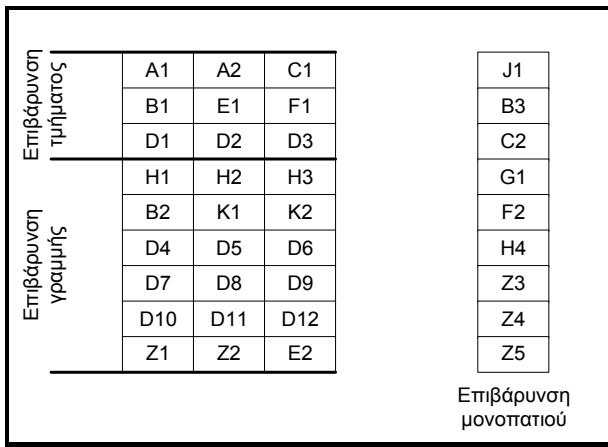 Επιβάρυνση
τμήματος
A1 A2 C1
B1 E1 F1
D1 D2 D3
Επιβάρυνση
γραμμής
H1 H2 H3
B2 K1 K2
D4 D5 D6
D7 D8 D9
D10 D11 D12
Z1 Z2 E2
J1
B3
C2
G1
F2
H4
Z3
Z4
Z5
Επιβάρυνση
μονοπατιού